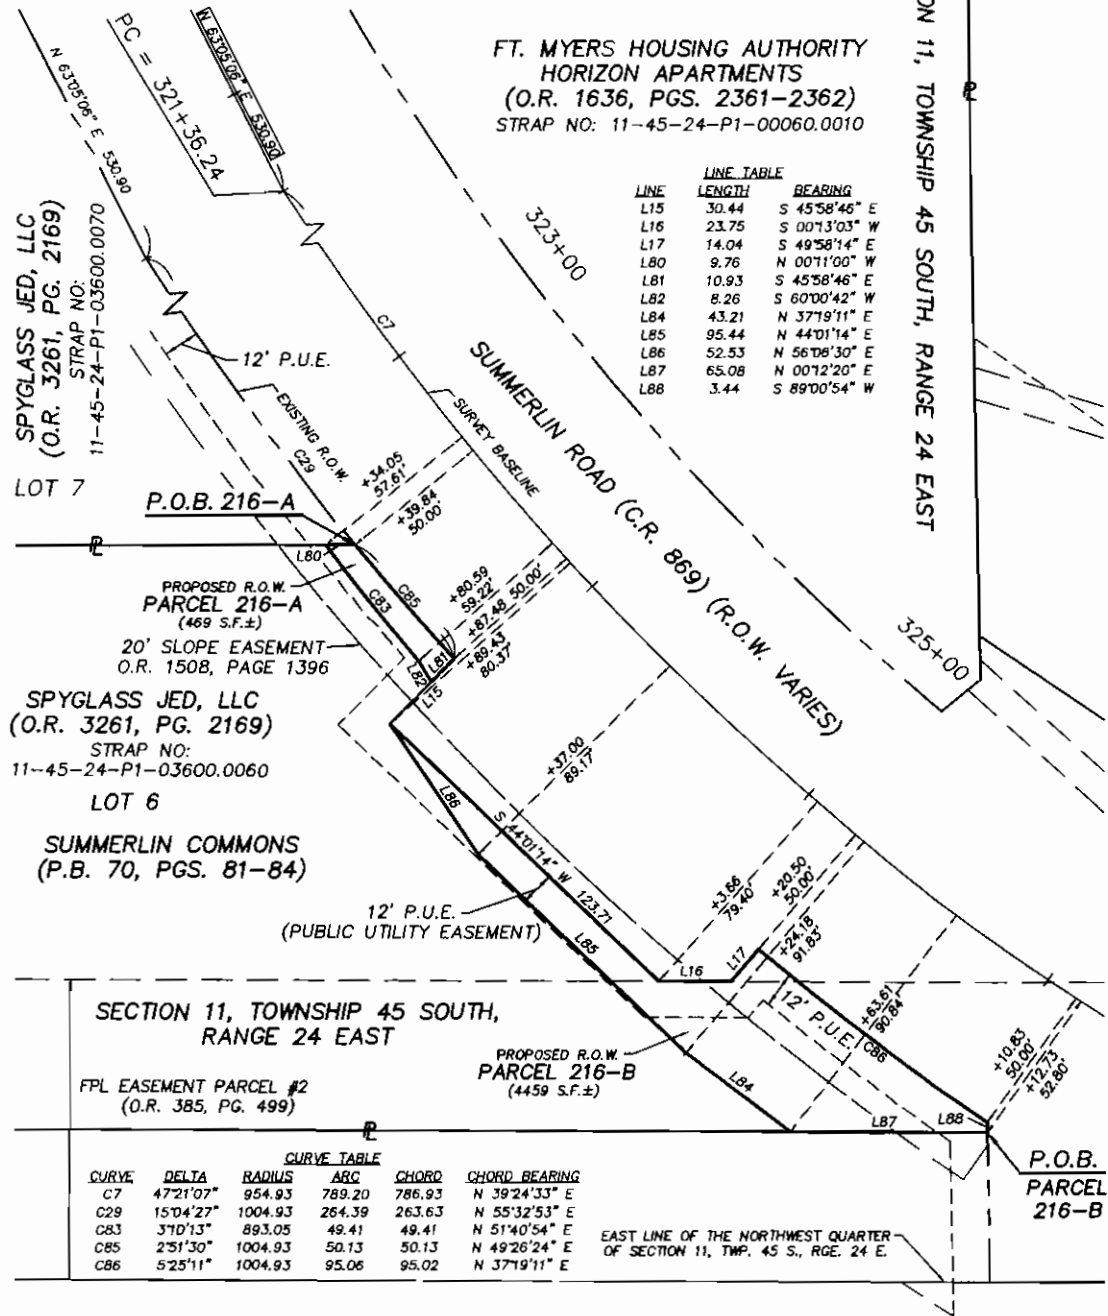 PC = 321+36.24
N 63°05'06" E 530.90
N 63°05'06" E 530.90
FT. MYERS HOUSING AUTHORITY
HORIZON APARTMENTS
(O.R. 1636, PGS. 2361-2362)
STRAP NO: 11-45-24-P1-00060.0010
ON 11, TOWNSHIP 45 SOUTH, RANGE 24 EAST
PL
LINE TABLE
LINE LENGTH BEARING
L15 30.44 S 45°58'46" E
L16 23.75 S 00°13'03" W
L17 14.04 S 49°58'14" E
L80 9.76 N 00°11'00" W
L81 10.93 S 45°58'46" E
L82 8.26 S 60°00'42" W
L84 43.21 N 37°19'11" E
L85 95.44 N 44°01'14" E
L86 52.53 N 56°08'30" E
L87 65.08 N 00°12'20" E
L88 3.44 S 89°00'54" W
SPYGLASS JED, LLC
(O.R. 3261, PG. 2169)
STRAP NO:
11-45-24-P1-03600.0070
LOT 7
323+00
C7
12' P.U.E.
EXISTING R.O.W.
C29
SURVEY BASELINE
SUMMERLIN ROAD (C.R. 869) (R.O.W. VARIES)
325+00
+34.05
57.61'
+39.84
50.00'
P.O.B. 216-A
PL
L80
PROPOSED R.O.W.
PARCEL 216-A
(469 S.F.±)
C83
C85
+80.59
59.22'
+87.48 50.00'
+89.43
80.37'
L81
L82
L15
20' SLOPE EASEMENT
O.R. 1508, PAGE 1396
SPYGLASS JED, LLC
(O.R. 3261, PG. 2169)
STRAP NO:
11-45-24-P1-03600.0060
LOT 6
SUMMERLIN COMMONS
(P.B. 70, PGS. 81-84)
L86
+37.00
89.17'
S 44°01'14" W 123.71
12' P.U.E.
(PUBLIC UTILITY EASEMENT)
L85
+3.66
79.40'
+20.50
50.00'
+24.18
91.83'
L16
L17
12' P.U.E.
+63.61
90.84'
C86
+10.83
50.00'
+12.73
52.80'
SECTION 11, TOWNSHIP 45 SOUTH,
RANGE 24 EAST
PROPOSED R.O.W.
PARCEL 216-B
(4459 S.F.±)
FPL EASEMENT PARCEL #2
(O.R. 385, PG. 499)
L84
L87
L88
PL
P.O.B.
PARCEL
216-B
CURVE TABLE
CURVE DELTA RADIUS ARC CHORD CHORD BEARING
C7 47°21'07" 954.93 789.20 786.93 N 39°24'33" E
C29 15°04'27" 1004.93 264.39 263.63 N 55°32'53" E
C83 3°10'13" 893.05 49.41 49.41 N 51°40'54" E
C85 2°51'30" 1004.93 50.13 50.13 N 49°26'24" E
C86 5°25'11" 1004.93 95.06 95.02 N 37°19'11" E
EAST LINE OF THE NORTHWEST QUARTER
OF SECTION 11, TWP. 45 S., RGE. 24 E.